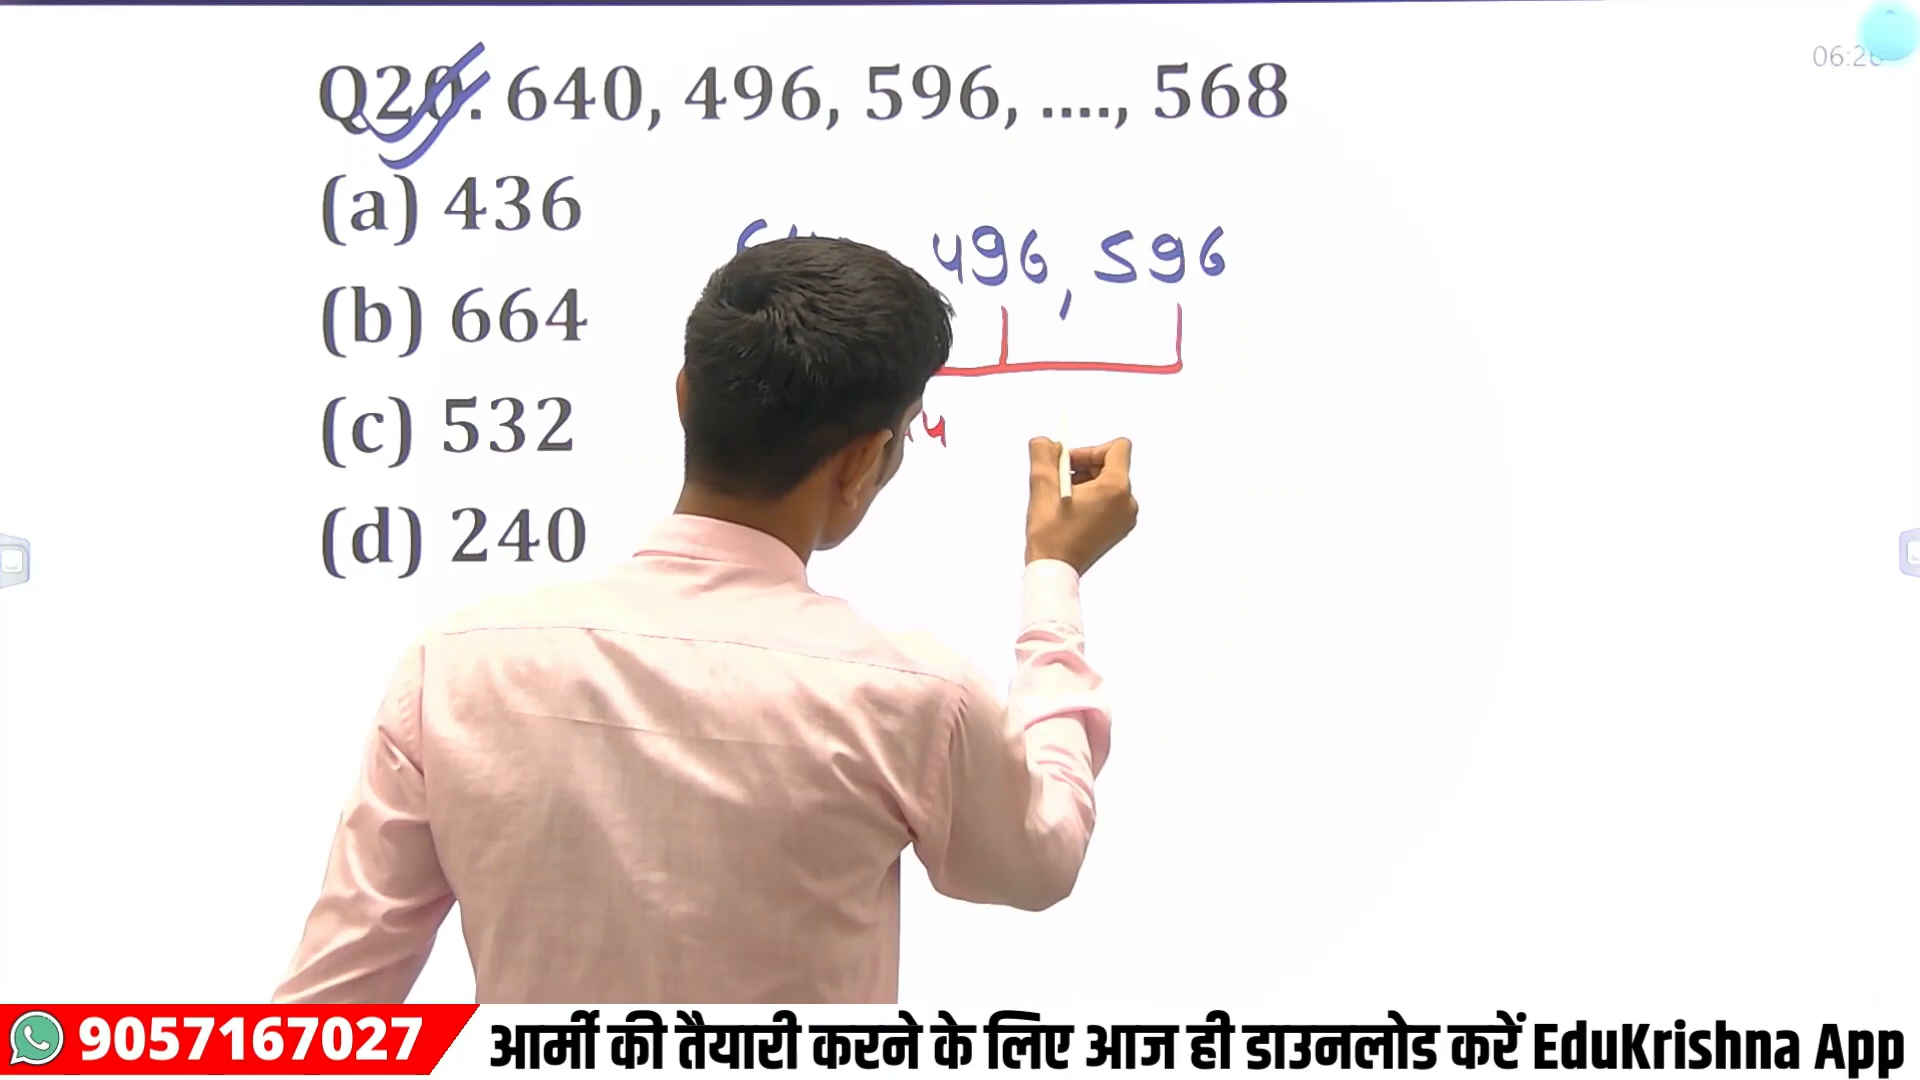 06:2
Q20. 640, 496, 596, ...., 568
(a) 436
(b) 664
(c) 532
(d) 240
496, 596
4
9057167027 आर्मी की तैयारी करने के लिए आज ही डाउनलोड करें EduKrishna App